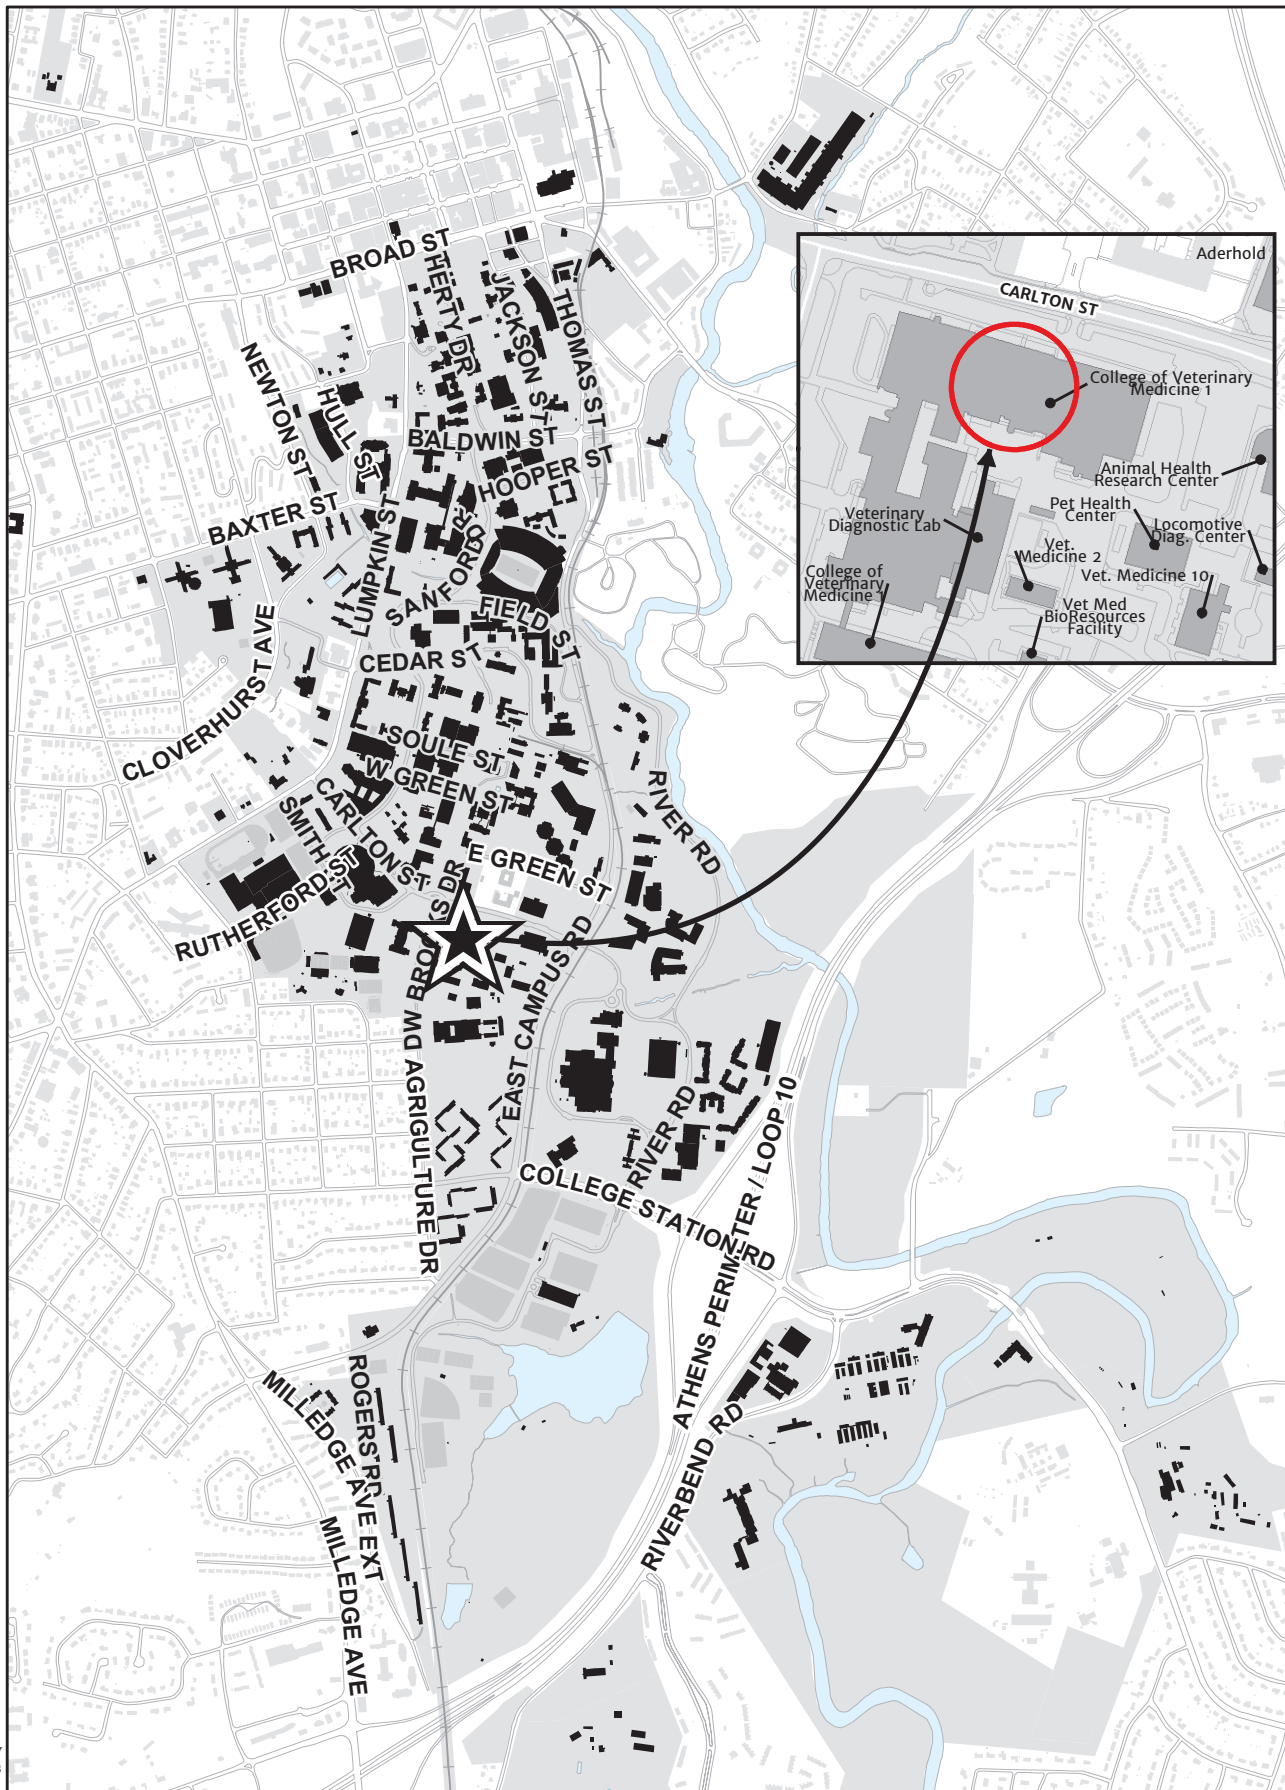 BROAD ST
HERTY DR
JACKSON ST
THOMAS ST
NEWTON ST
HULL ST
BALDWIN ST
HOOPER ST
BAXTER ST
LUMPKIN ST
SANFORD DR
FIELD ST
CEDAR ST
CLOVERHURST AVE
SOULE ST
W GREEN ST
CARLTON ST
SMITH ST
RUTHERFORD ST
E GREEN ST
RIVER RD
DW BROOKS DR
EAST CAMPUS RD
AGRIGULTURE DR
RIVER RD
COLLEGE STATION RD
ATHENS PERIMETER / LOOP 10
RIVERBEND RD
ROGERS RD
MILLEDGE AVE EXT
MILLEDGE AVE
Aderhold
CARLTON ST
College of Veterinary
Medicine 1
Animal Health
Research Center
Pet Health
Center
Locomotive
Diag. Center
Veterinary
Diagnostic Lab
Vet.
Medicine 2
Vet. Medicine 10
College of
Veterinary
Medicine
Vet Med
BioResources
Facility